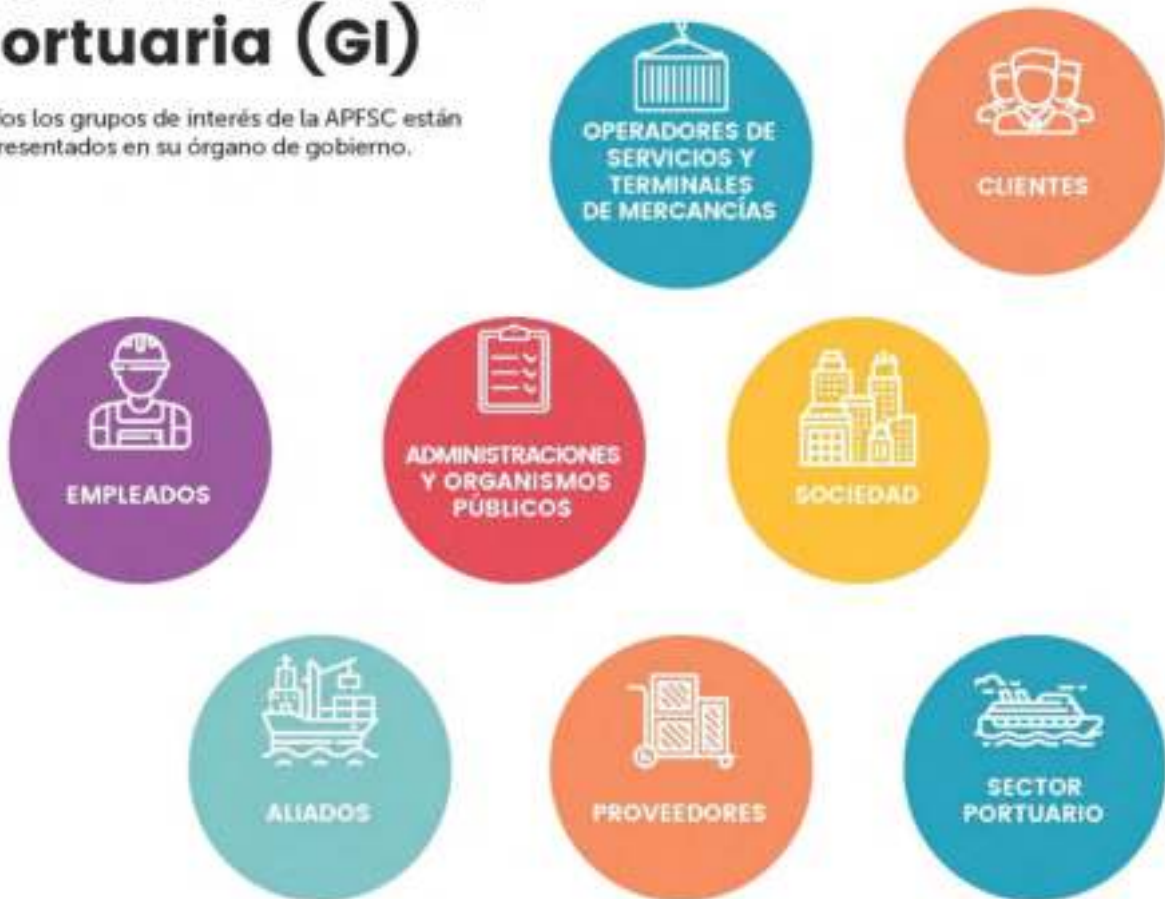 ortuaria (GI)
los los grupos de interés de la APFSC están
resentados en su órgano de gobierno.
OPERADORES DE
SERVICIOS Y
TERMINALES
DE MERCANCÍAS
CLIENTES
EMPLEADOS
ADMINISTRACIONES
Y ORGANISMOS
PÚBLICOS
SOCIEDAD
ALIADOS
PROVEEDORES
SECTOR
PORTUARIO